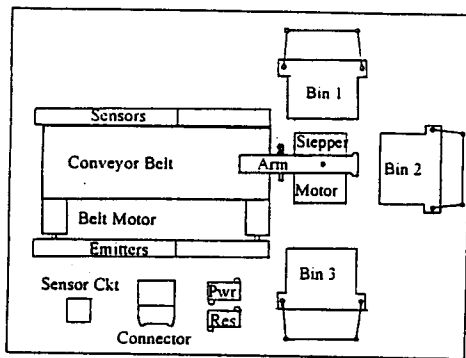 Bin 1
Sensors
Stepper
Conveyor Belt
Arm
Bin 2
Motor
Belt Motor
Emitters
Bin 3
Sensor Ckt
Pwr
Res
Connector